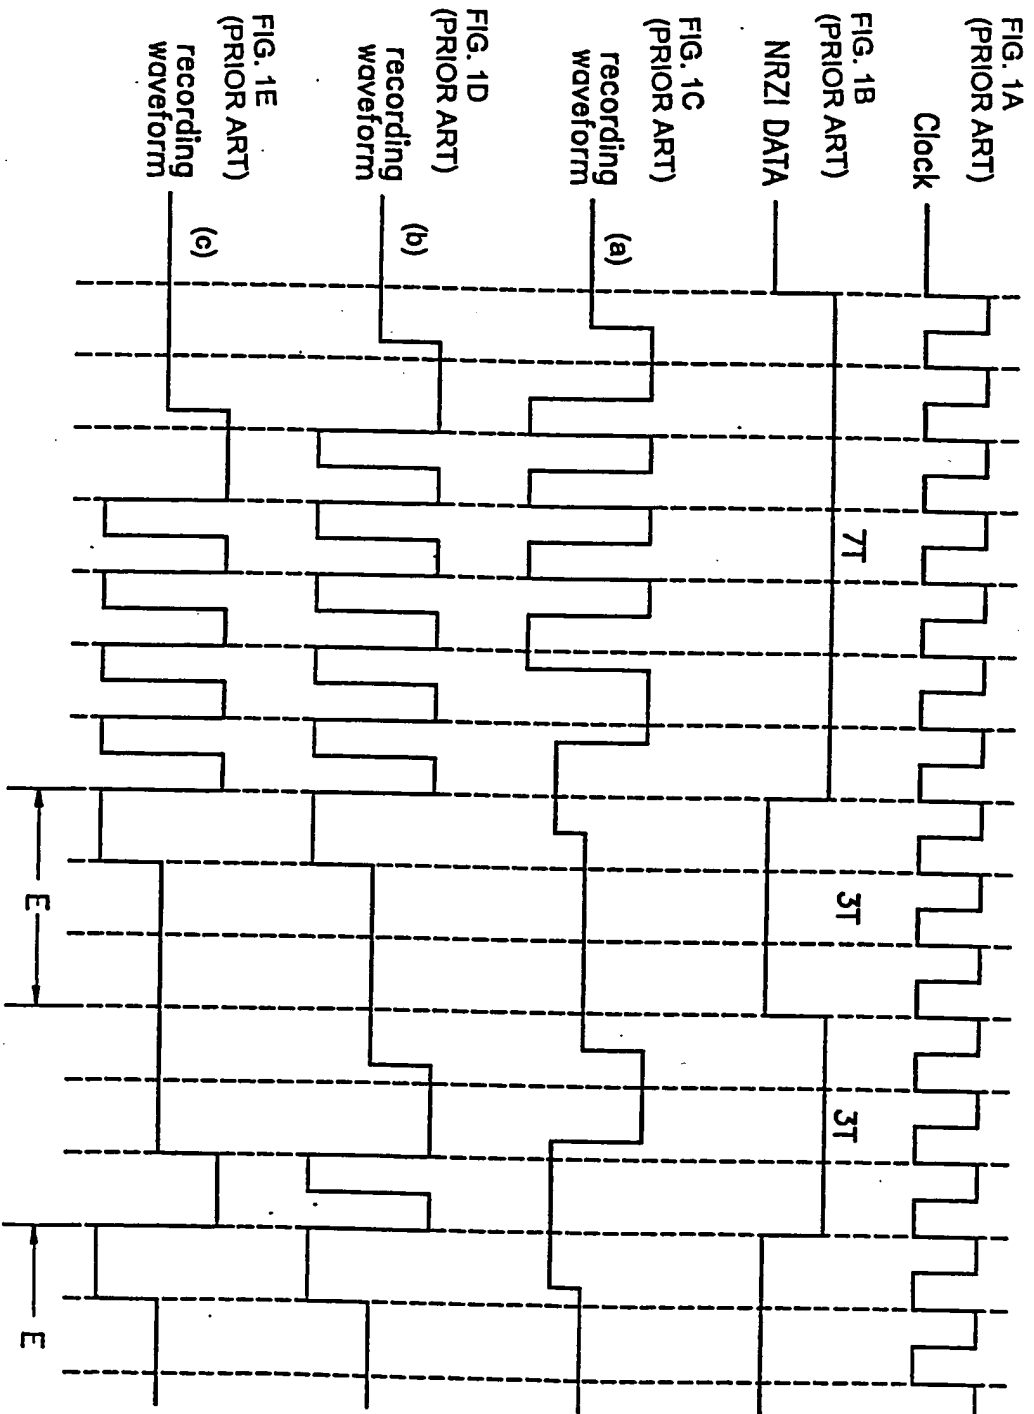 FIG. 1A
(PRIOR ART)
Clock
FIG. 1B
(PRIOR ART)
NRZI DATA
7T
3T
3T
FIG. 1C
(PRIOR ART)
recording
waveform
(a)
FIG. 1D
(PRIOR ART)
recording
waveform
(b)
FIG. 1E
(PRIOR ART)
recording
waveform
(c)
E
E